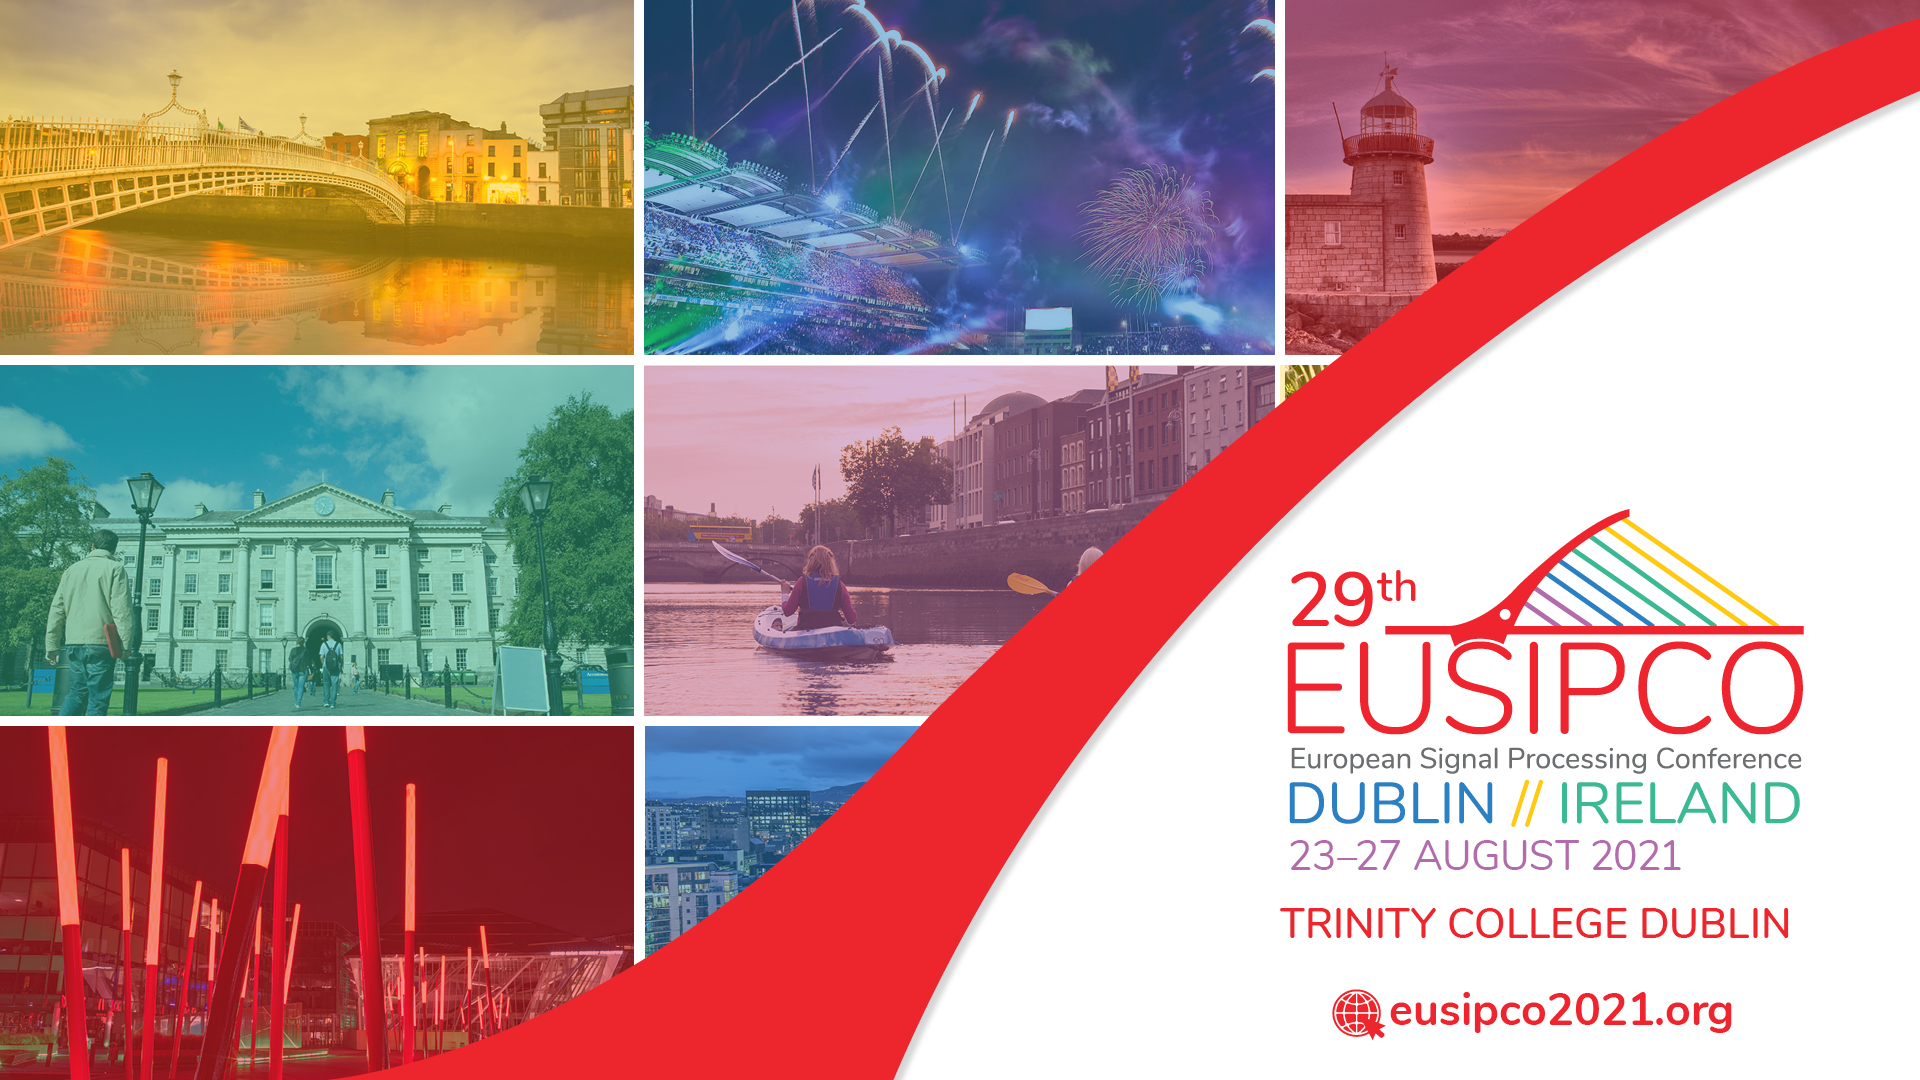 29th
EUSIPCO
European Signal Processing Conference
DUBLIN // IRELAND
23–27 AUGUST 2021
TRINITY COLLEGE DUBLIN
eusipco2021.org